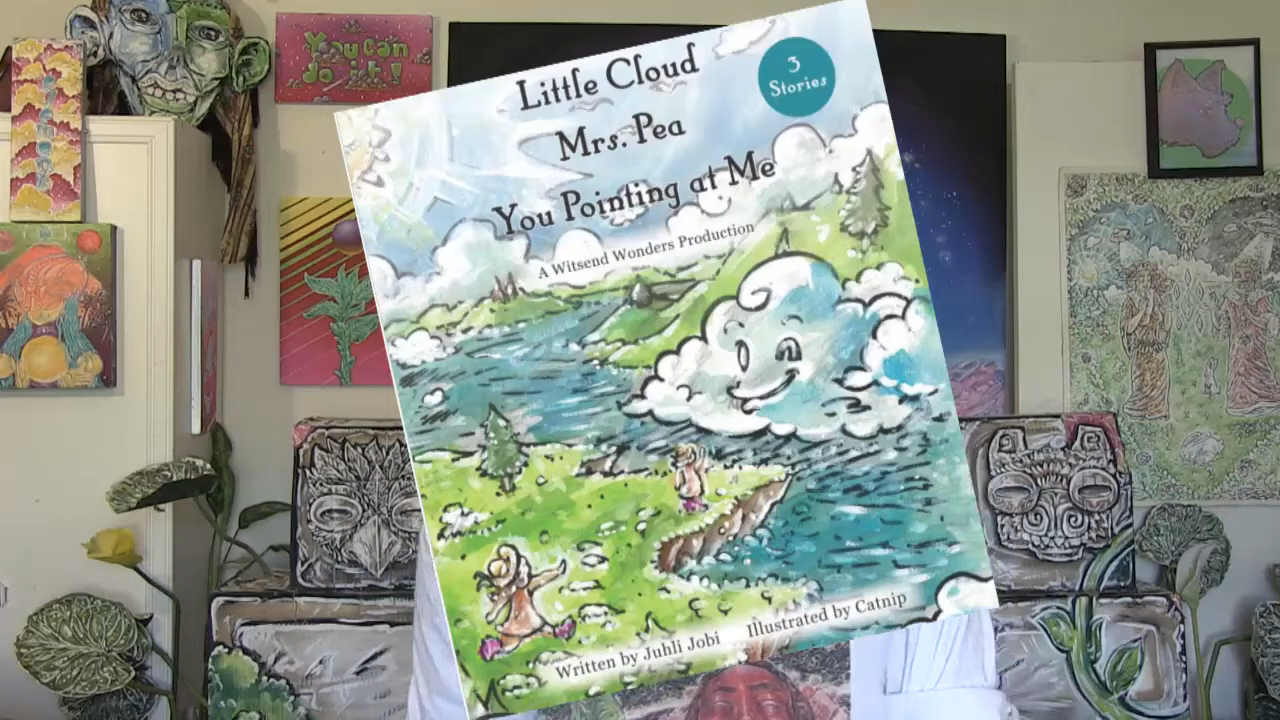 You Can
do it!
Little Cloud
3
Stories
Mrs. Pea
You Pointing at Me
A Witsend Wonders Production
Written by Juhli Jobi
Illustrated by Catnip